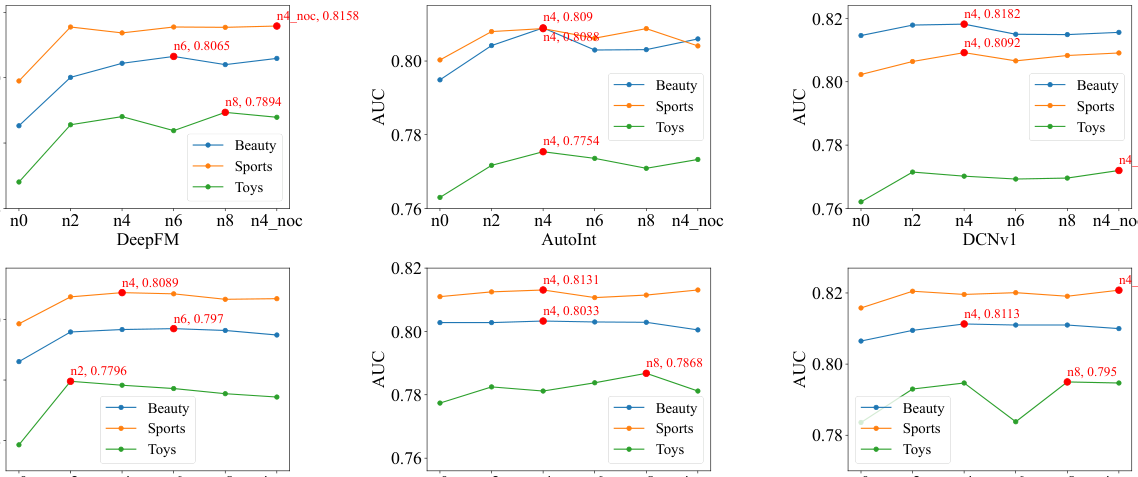 n4_noc, 0.8158
n6, 0.8065
n8, 0.7894
Beauty
Sports
Toys
n0 n2 n4 n6 n8 n4_noc
DeepFM
AUC
0.80
0.78
0.76
n4, 0.809
n4, 0.8088
n4, 0.7754
Beauty
Sports
Toys
n0 n2 n4 n6 n8 n4_noc
AutoInt
AUC
0.82
0.80
0.78
0.76
n4, 0.8182
n4, 0.8092
n4_
Beauty
Sports
Toys
n0 n2 n4 n6 n8 n4_noc
DCNv1
n4, 0.8089
n6, 0.797
n2, 0.7796
Beauty
Sports
Toys
AUC
0.82
0.80
0.78
0.76
n4, 0.8131
n4, 0.8033
n8, 0.7868
Beauty
Sports
Toys
AUC
0.82
0.80
0.78
n4_
n4, 0.8113
n8, 0.795
Beauty
Sports
Toys